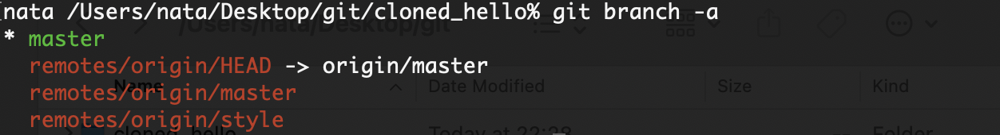 nata /Users/nata/Desktop/git/cloned_hello% git branch -a
/Users/nata/Desktop/git
* master
remotes/origin/HEAD -> origin/master
Name Date Modified Size Kind
remotes/origin/master
remotes/origin/style
cloned_hello Today at 22:28 Folder